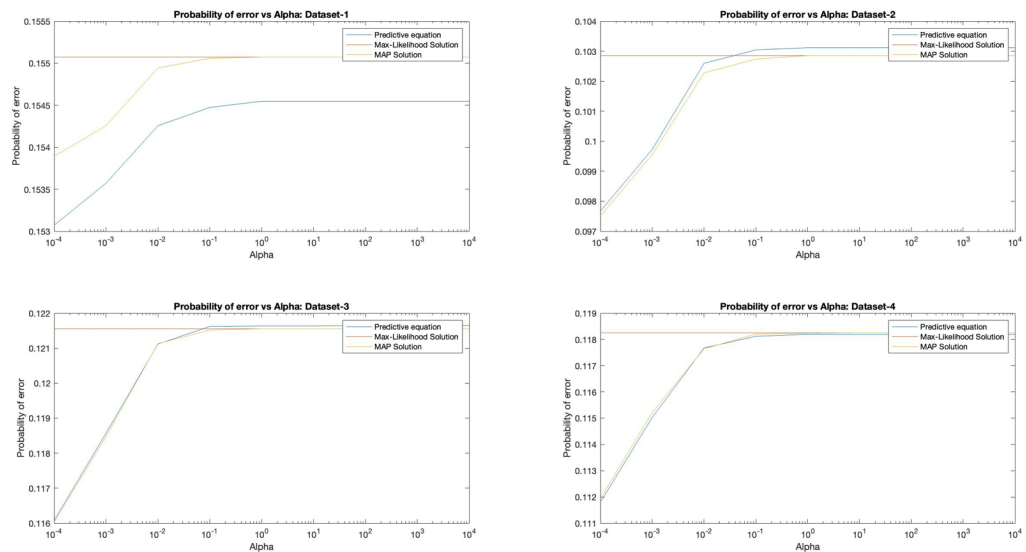 Probability of error vs Alpha: Dataset-1
0.1555
0.155
0.1545
0.154
0.1535
0.153
Probability of error
Predictive equation
Max-Likelihood Solution
MAP Solution
10^-4 10^-3 10^-2 10^-1 10^0 10^1 10^2 10^3 10^4
Alpha
Probability of error vs Alpha: Dataset-2
0.104
0.103
0.102
0.101
0.1
0.099
0.098
0.097
Probability of error
Predictive equation
Max-Likelihood Solution
MAP Solution
10^-4 10^-3 10^-2 10^-1 10^0 10^1 10^2 10^3 10^4
Alpha
Probability of error vs Alpha: Dataset-3
0.122
0.121
0.12
0.119
0.118
0.117
0.116
Probability of error
Predictive equation
Max-Likelihood Solution
MAP Solution
10^-4 10^-3 10^-2 10^-1 10^0 10^1 10^2 10^3 10^4
Alpha
Probability of error vs Alpha: Dataset-4
0.119
0.118
0.117
0.116
0.115
0.114
0.113
0.112
0.111
Probability of error
Predictive equation
Max-Likelihood Solution
MAP Solution
10^-4 10^-3 10^-2 10^-1 10^0 10^1 10^2 10^3 10^4
Alpha